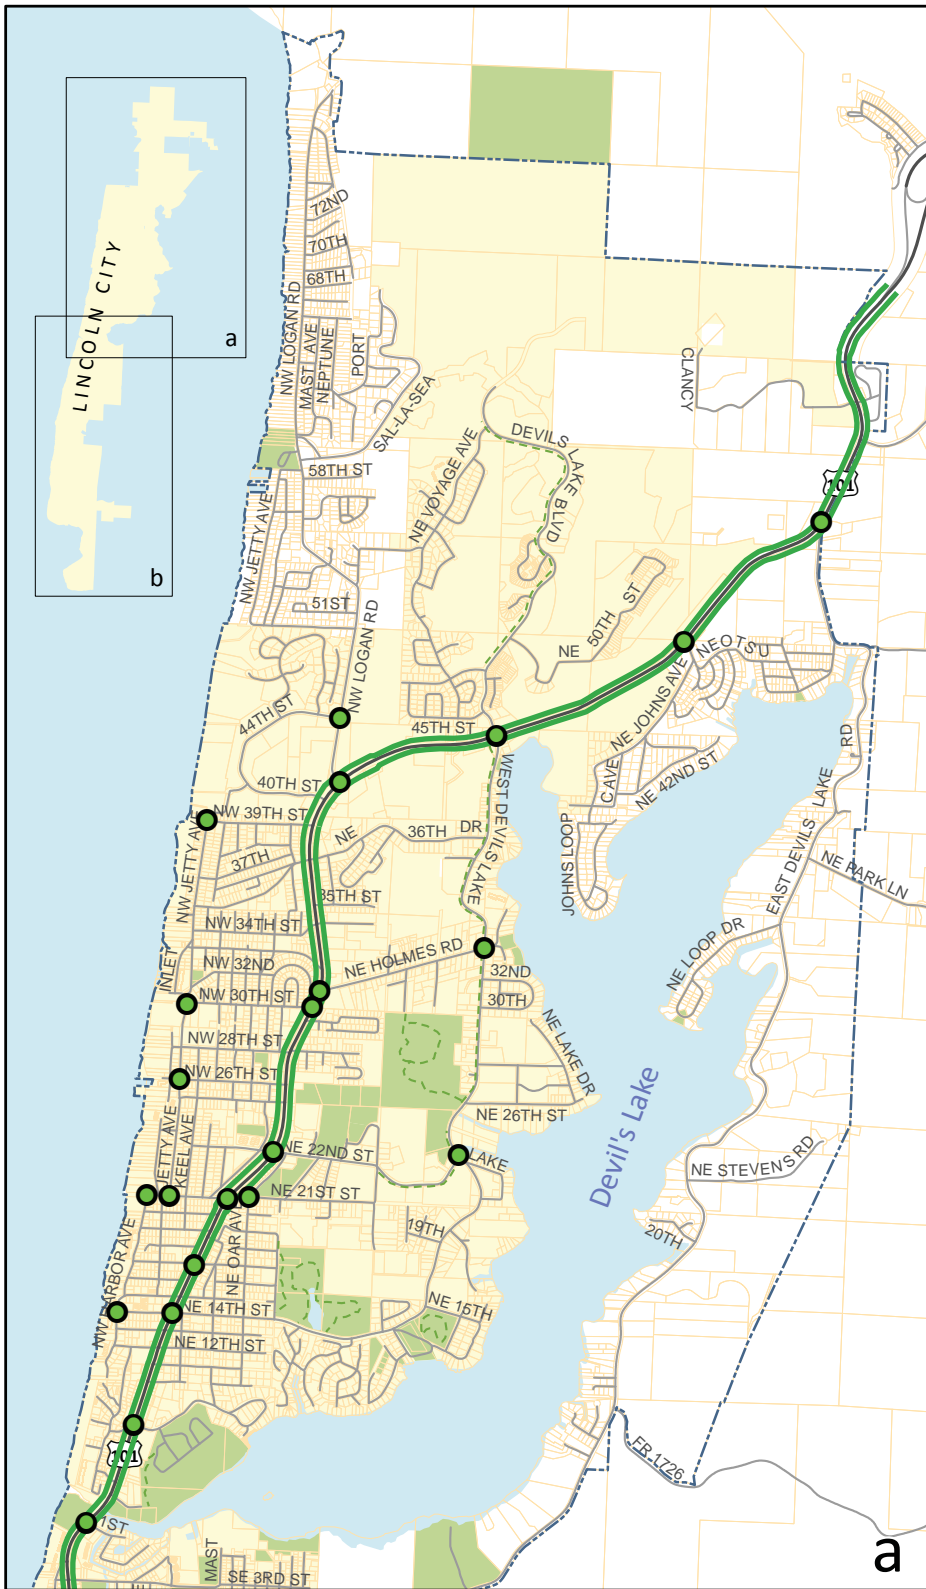 LINCOLN CITY
a
b
72ND
70TH
68TH
NW LOGAN RD
MAST AVE
NEPTUNE
PORT
SAL-LA-SEA
58TH ST
NW JETTY AVE
51ST
NW LOGAN RD
44TH ST
NE VOYAGE AVE
DEVILS LAKE BLVD
CLANCY
101
NE 50TH ST
NEOTSU
NE JOHNS AVE
45TH ST
WEST DEVILS LAKE
C AVE
NE 42ND ST
JOHNS LOOP
EAST DEVILS LAKE RD
NE PARK LN
NE LOOP DR
40TH ST
NW 39TH ST
NW JETTY AVE
37TH
NE 36TH DR
35TH ST
NW 34TH ST
NW 32ND
INLET
NW 30TH ST
NE HOLMES RD
32ND
30TH
NE LAKE DR
NW 28TH ST
NW 26TH ST
NE 26TH ST
JETTY AVE
KEEL AVE
NE 22ND ST
LAKE
NE 21ST ST
Devil's Lake
NE STEVENS RD
20TH
19TH
NW HARBOR AVE
NE OAR AVE
NE 14TH ST
NE 16TH
NE 12TH ST
101
FR 1726
1ST
MAST
SE 3RD ST
a